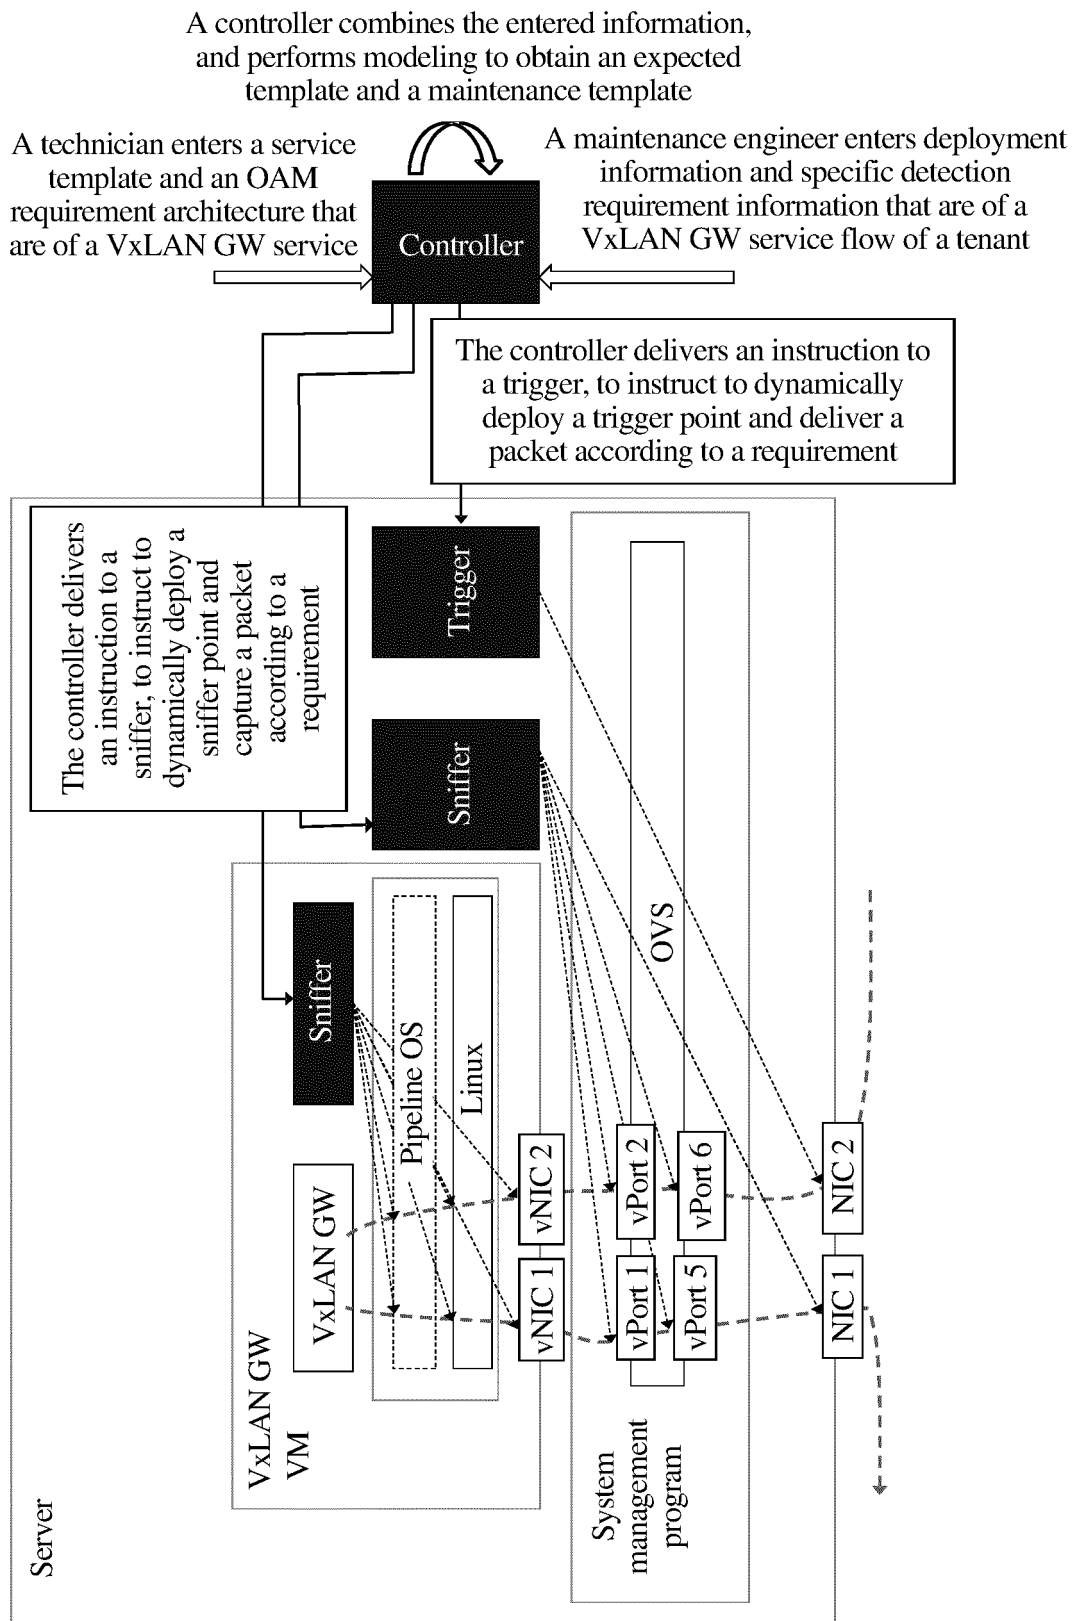 A controller combines the entered information,
and performs modeling to obtain an expected
template and a maintenance template
A technician enters a service
template and an OAM
requirement architecture that
are of a VxLAN GW service
A maintenance engineer enters deployment
information and specific detection
requirement information that are of a
VxLAN GW service flow of a tenant
Controller
The controller delivers an instruction to
a trigger, to instruct to dynamically
deploy a trigger point and deliver a
packet according to a requirement
The controller delivers
an instruction to a
sniffer, to instruct to
dynamically deploy a
sniffer point and
capture a packet
according to a
requirement
Trigger
Sniffer
Sniffer
OVS
Pipeline OS
Linux
VxLAN GW
vNIC 2
vNIC 1
vPort 2
vPort 6
vPort 1
vPort 5
NIC 2
NIC 1
VxLAN GW
VM
System
management
program
Server